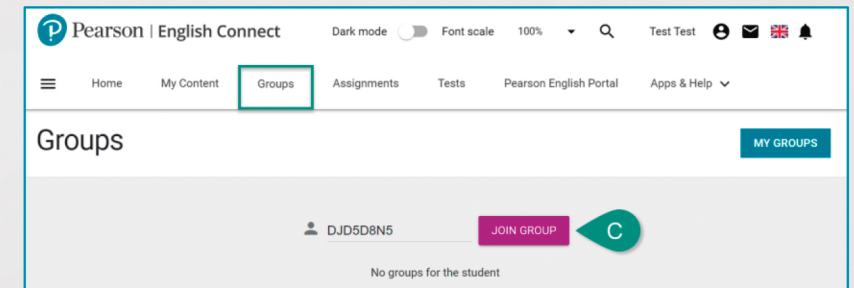 Pearson | English Connect Dark mode Font scale 100% Test Test
Home My Content Groups Assignments Tests Pearson English Portal Apps & Help
Groups MY GROUPS
DJD5D8N5 JOIN GROUP C
No groups for the student